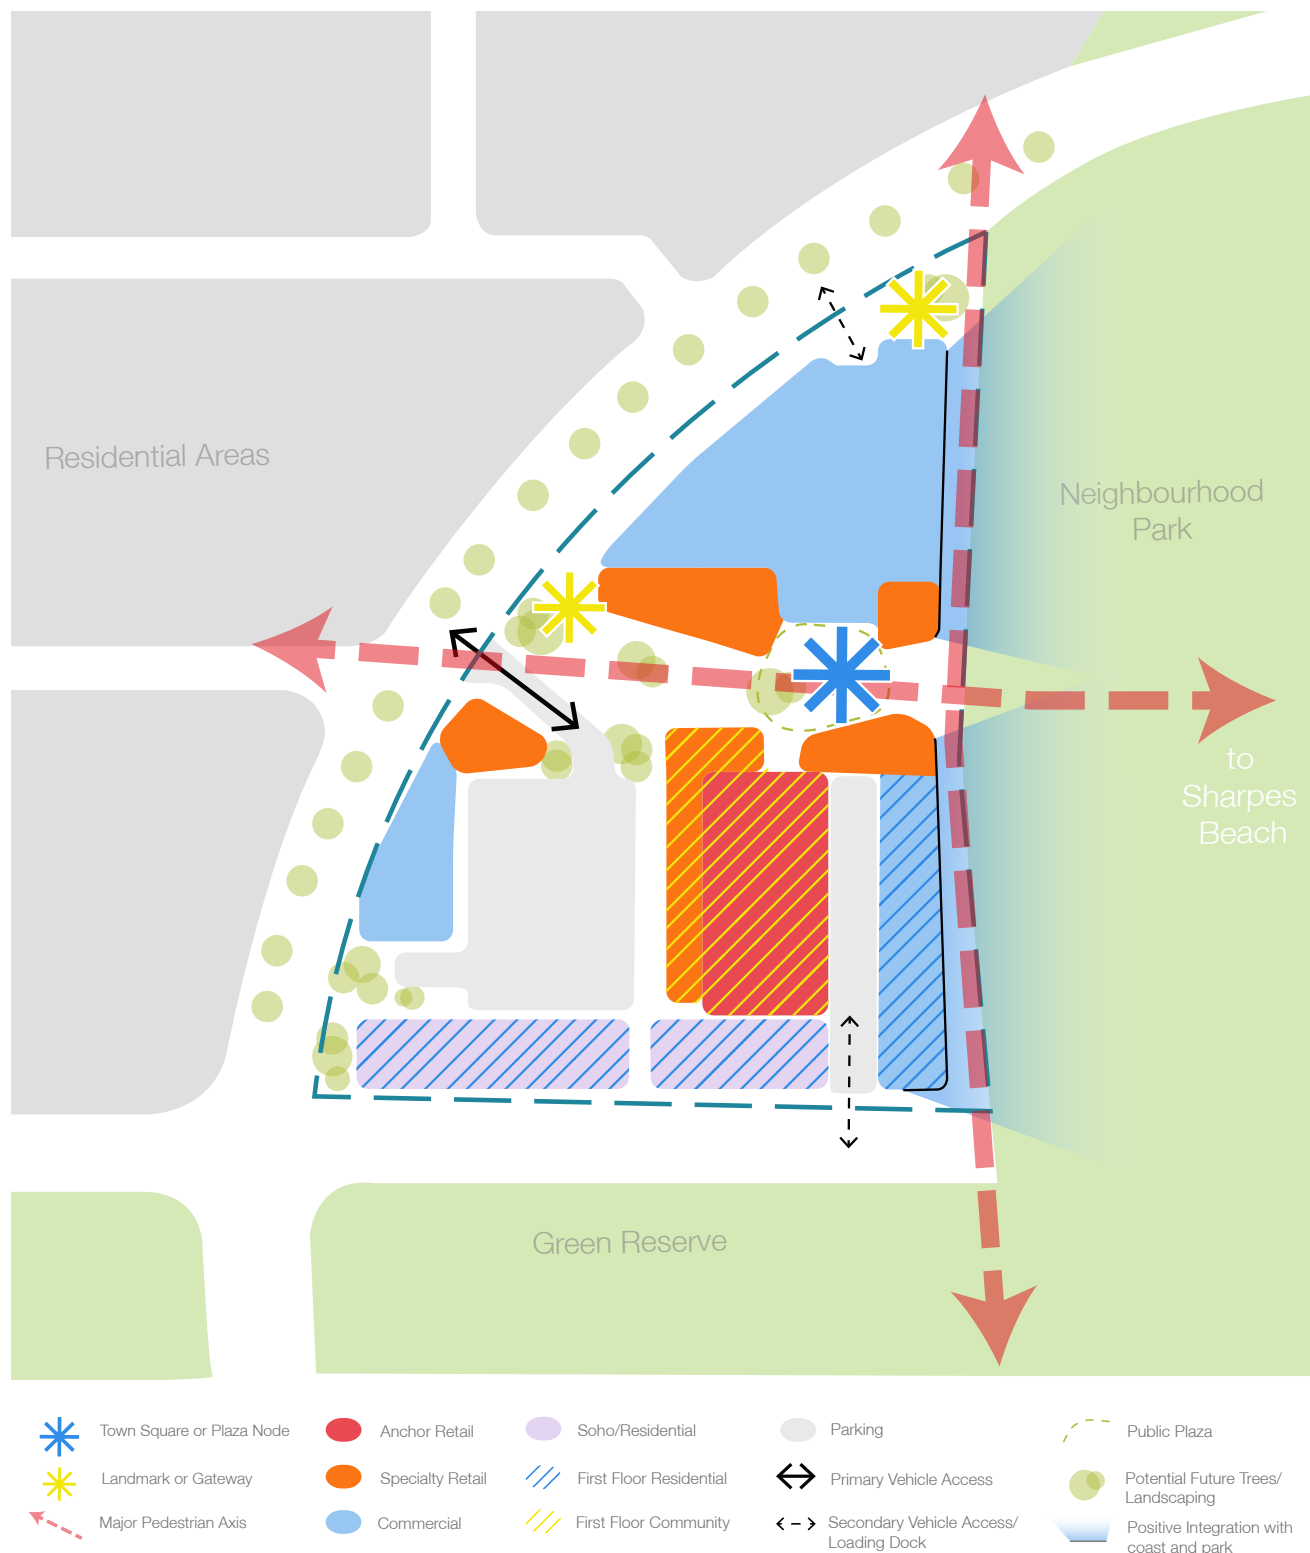 Residential Areas
Neighbourhood
Park
to
Sharpes
Beach
Green Reserve
Town Square or Plaza Node
Landmark or Gateway
Major Pedestrian Axis
Anchor Retail
Specialty Retail
Commercial
Soho/Residential
First Floor Residential
First Floor Community
Parking
Primary Vehicle Access
Secondary Vehicle Access/
Loading Dock
Public Plaza
Potential Future Trees/
Landscaping
Positive Integration with
coast and park